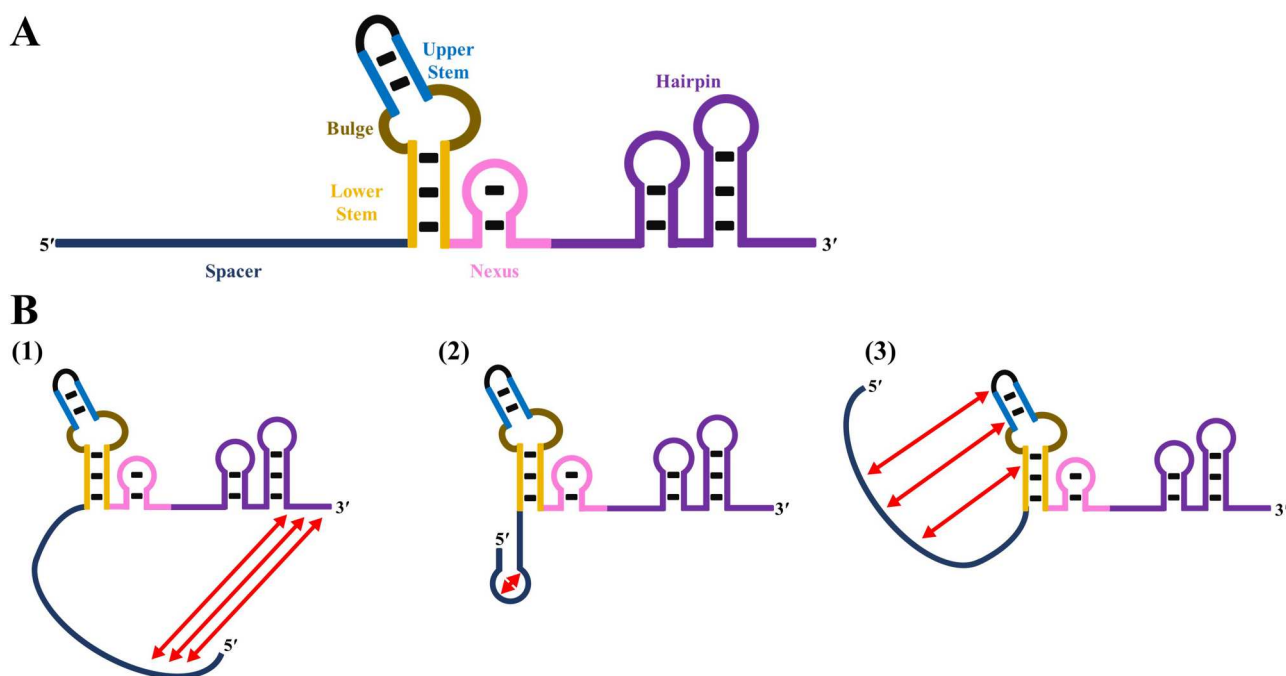 A
Upper
Stem
Hairpin
Bulge
Lower
Stem
5′
3′
Spacer
Nexus
B
(1)
(2)
(3)
5′
3′
5′
3′
5′
3′